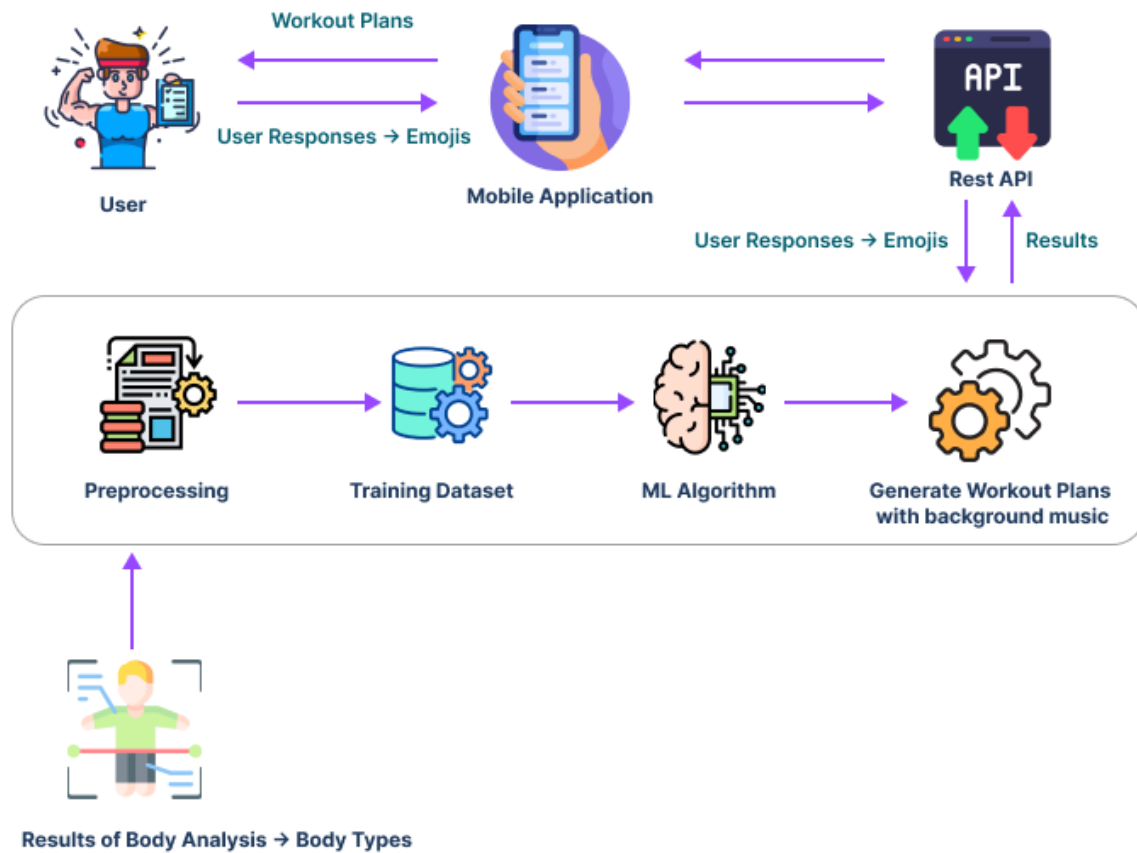 Workout Plans
User Responses → Emojis
User
Mobile Application
API
Rest API
User Responses → Emojis
Results
Preprocessing
Training Dataset
ML Algorithm
Generate Workout Plans
with background music
Results of Body Analysis → Body Types